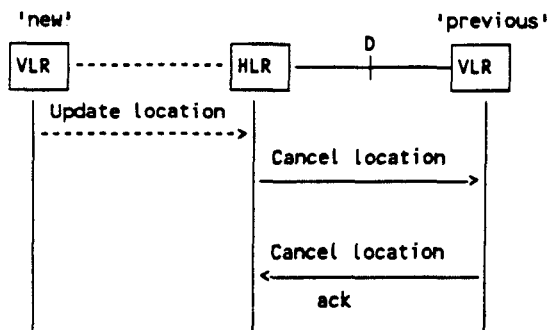 'new'
'previous'
D
VLR
HLR
VLR
Update location
Cancel location
Cancel location
ack